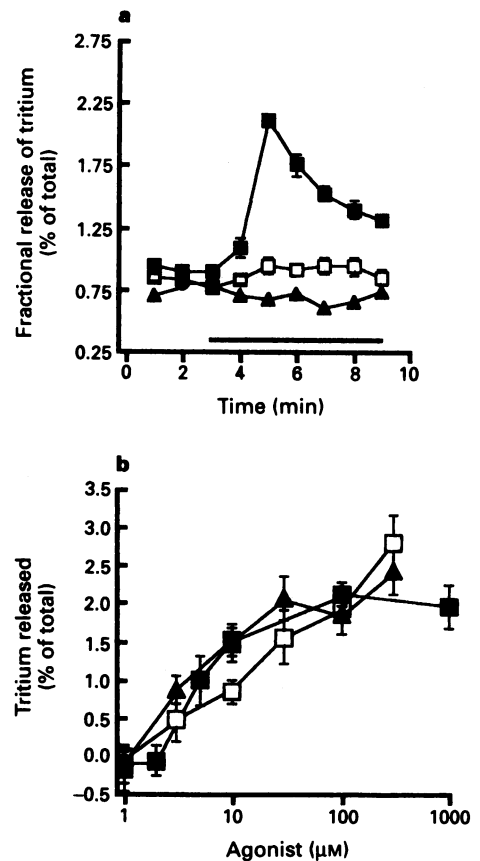 a
Fractional release of tritium
(% of total)
2.75
2.25
1.75
1.25
0.75
0.25
0 2 4 6 8 10
Time (min)
b
Tritium released
(% of total)
3.5
3.0
2.5
2.0
1.5
1.0
0.5
0.0
−0.5
1 10 100 1000
Agonist (μM)